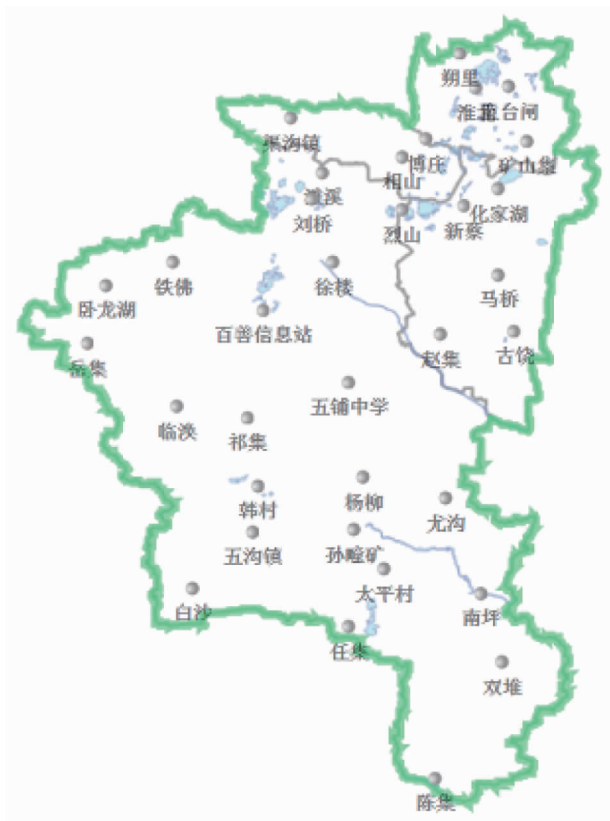 朔里
淮北
台闸
渠沟镇
博庄
矿山集
相山
濉溪
化家湖
刘桥
烈山
新蔡
铁佛
徐楼
马桥
卧龙湖
百善信息站
古饶
赵集
岳集
五铺中学
临涣
祁集
杨柳
韩村
尤沟
五沟镇
孙疃矿
太平村
白沙
南坪
任集
双堆
陈集